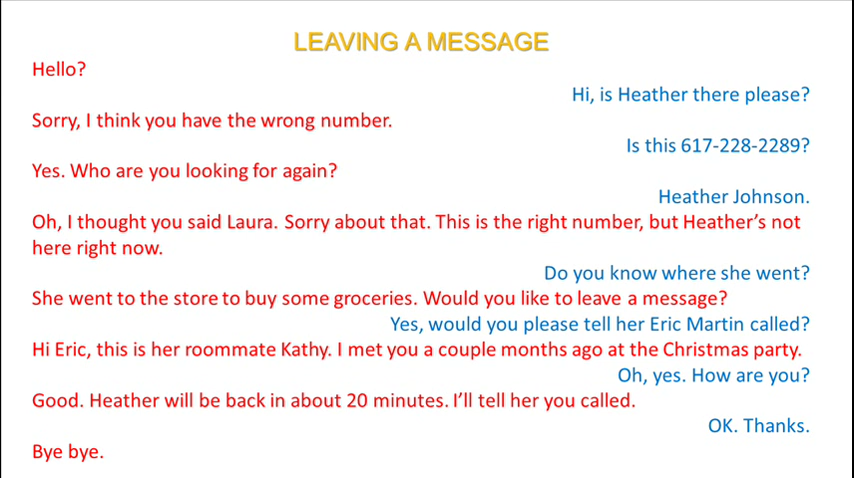 LEAVING A MESSAGE
Hello?
Hi, is Heather there please?
Sorry, I think you have the wrong number.
Is this 617-228-2289?
Yes. Who are you looking for again?
Heather Johnson.
Oh, I thought you said Laura. Sorry about that. This is the right number, but Heather’s not
here right now.
Do you know where she went?
She went to the store to buy some groceries. Would you like to leave a message?
Yes, would you please tell her Eric Martin called?
Hi Eric, this is her roommate Kathy. I met you a couple months ago at the Christmas party.
Oh, yes. How are you?
Good. Heather will be back in about 20 minutes. I’ll tell her you called.
OK. Thanks.
Bye bye.